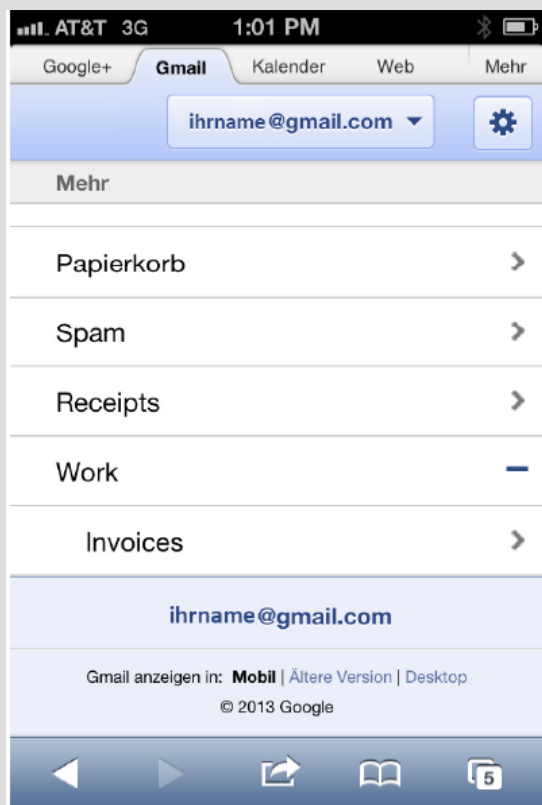 AT&T 3G 1:01 PM
Google+ Gmail Kalender Web Mehr
ihrname@gmail.com
Mehr
Papierkorb
Spam
Receipts
Work
Invoices
ihrname@gmail.com
Gmail anzeigen in: Mobil | Ältere Version | Desktop
© 2013 Google
5